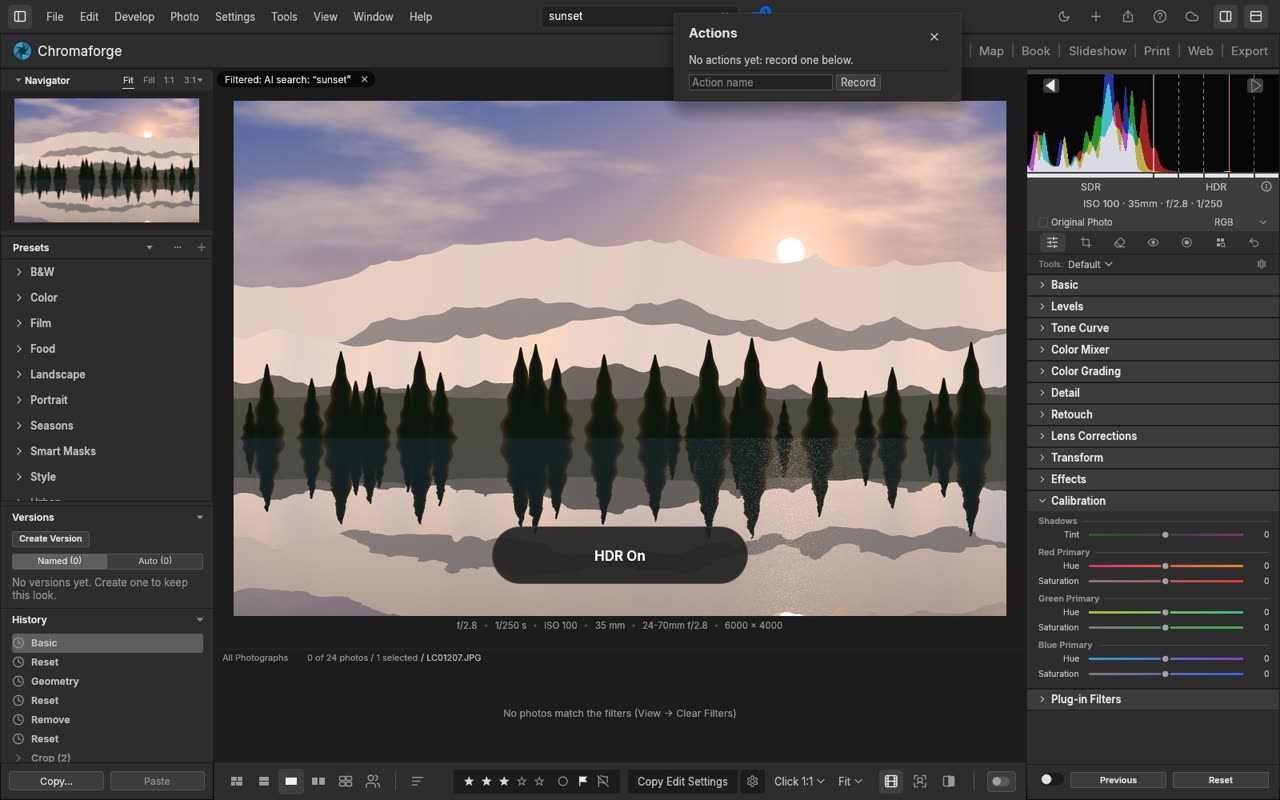 File Edit Develop Photo Settings Tools View Window Help
sunset
Chromaforge
Map Book Slideshow Print Web Export
Actions
No actions yet: record one below.
Action name Record
Navigator Fit Fill 1:1 3:1
Filtered: AI search: “sunset”
Presets
B&W
Color
Film
Food
Landscape
Portrait
Seasons
Smart Masks
Style
Versions
Create Version
Named (0) Auto (0)
No versions yet. Create one to keep
this look.
History
Basic
Reset
Geometry
Reset
Remove
Reset
Crop (2)
Copy... Paste
HDR On
f/2.8 • 1/250 s • ISO 100 • 35 mm • 24-70mm f/2.8 • 6000 × 4000
All Photographs 0 of 24 photos / 1 selected / LC01207.JPG
No photos match the filters (View → Clear Filters)
Copy Edit Settings Click 1:1 Fit
SDR HDR
ISO 100 · 35mm · f/2.8 · 1/250
Original Photo RGB
Tools: Default
Basic
Levels
Tone Curve
Color Mixer
Color Grading
Detail
Retouch
Lens Corrections
Transform
Effects
Calibration
Shadows
Tint 0
Red Primary
Hue 0
Saturation 0
Green Primary
Hue 0
Saturation 0
Blue Primary
Hue 0
Saturation 0
Plug-in Filters
Previous Reset